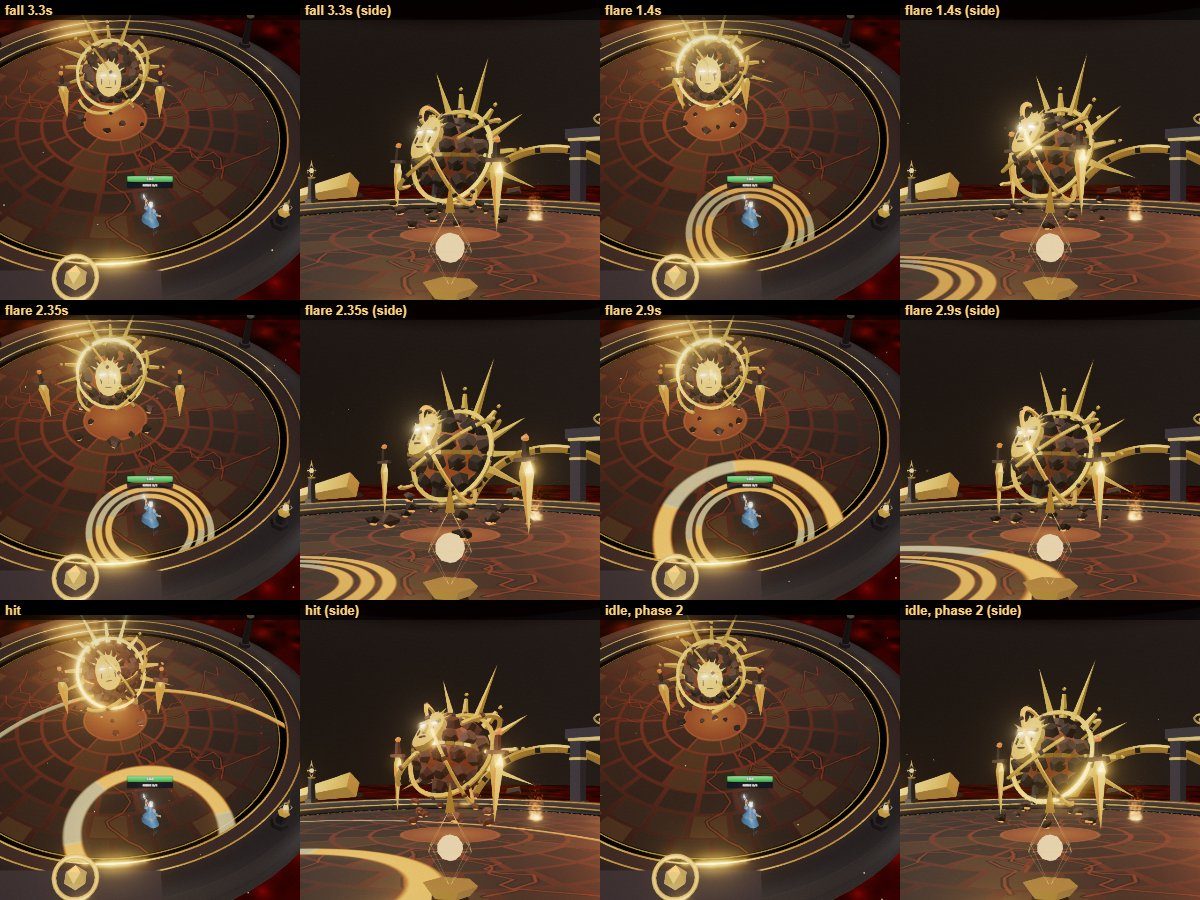 fall 3.3s
fall 3.3s (side)
flare 1.4s
flare 1.4s (side)
flare 2.35s
flare 2.35s (side)
flare 2.9s
flare 2.9s (side)
hit
hit (side)
idle, phase 2
idle, phase 2 (side)